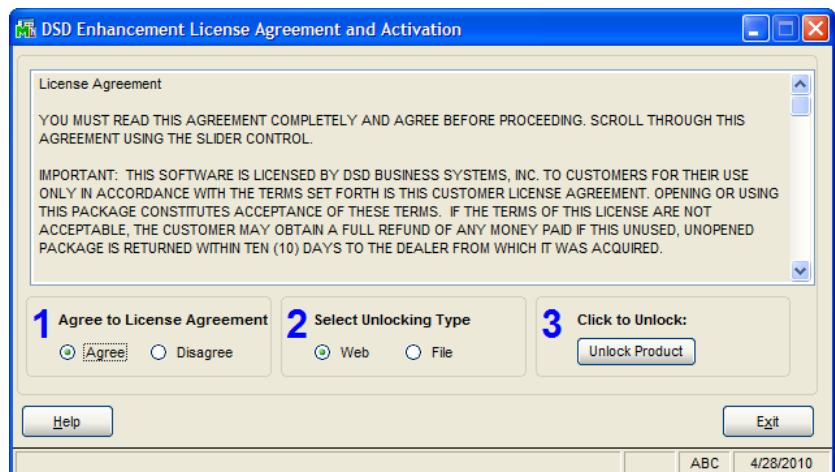 DSD Enhancement License Agreement and Activation
License Agreement
YOU MUST READ THIS AGREEMENT COMPLETELY AND AGREE BEFORE PROCEEDING. SCROLL THROUGH THIS
AGREEMENT USING THE SLIDER CONTROL.
IMPORTANT: THIS SOFTWARE IS LICENSED BY DSD BUSINESS SYSTEMS, INC. TO CUSTOMERS FOR THEIR USE
ONLY IN ACCORDANCE WITH THE TERMS SET FORTH IS THIS CUSTOMER LICENSE AGREEMENT. OPENING OR USING
THIS PACKAGE CONSTITUTES ACCEPTANCE OF THESE TERMS. IF THE TERMS OF THIS LICENSE ARE NOT
ACCEPTABLE, THE CUSTOMER MAY OBTAIN A FULL REFUND OF ANY MONEY PAID IF THIS UNUSED, UNOPENED
PACKAGE IS RETURNED WITHIN TEN (10) DAYS TO THE DEALER FROM WHICH IT WAS ACQUIRED.
1 Agree to License Agreement
Agree Disagree
2 Select Unlocking Type
Web File
3 Click to Unlock:
Unlock Product
Help Exit
ABC 4/28/2010